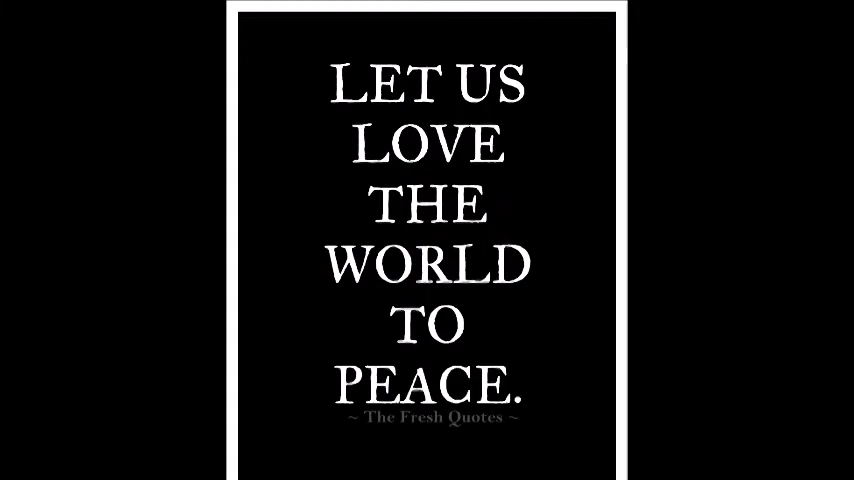 LET US
LOVE
THE
WORLD
TO
PEACE.
~ The Fresh Quotes ~